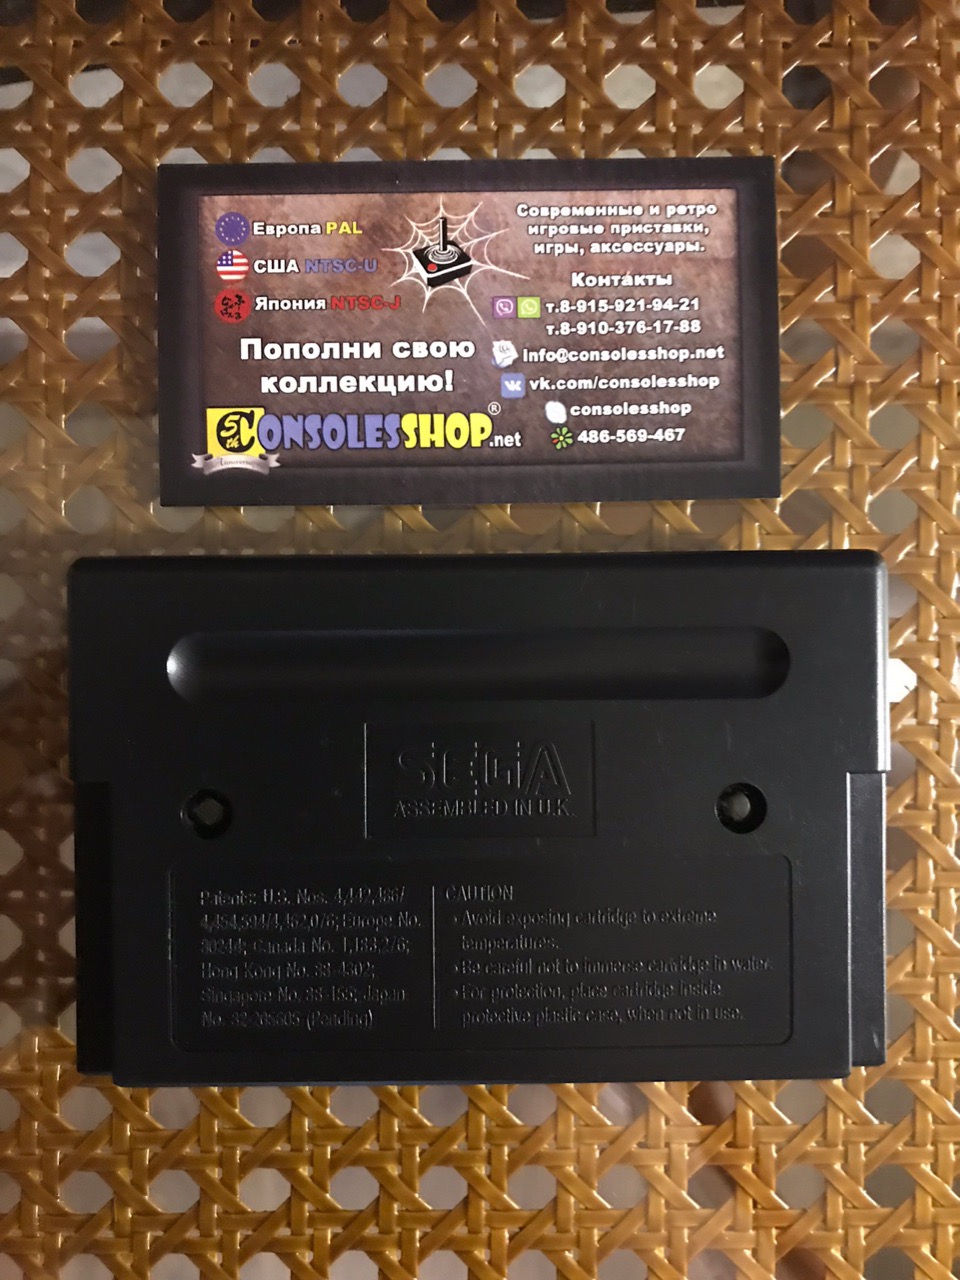 Европа PAL
США NTSC-U
Япония NTSC-J
Пополни свою
коллекцию!
5th
CONSOLESSHOP®.net
Anniversary
Современные и ретро
игровые приставки,
игры, аксессуары.
Контакты
т.8-915-921-94-21
т.8-910-376-17-88
info@consolesshop.net
vk.com/consolesshop
consolesshop
486-569-467
SEGA
ASSEMBLED IN U.K.
Patents: U.S. Nos. 4,442,486/
4,454,594/4,462,076; Europe No.
80244; Canada No. 1,183,276;
Hong Kong No. 88-4302;
Singapore No. 88-155; Japan
No. 82-205605 (Pending)
CAUTION
• Avoid exposing cartridge to extreme
temperatures.
• Be careful not to immerse cartridge in water.
• For protection, place cartridge inside
protective plastic case, when not in use.